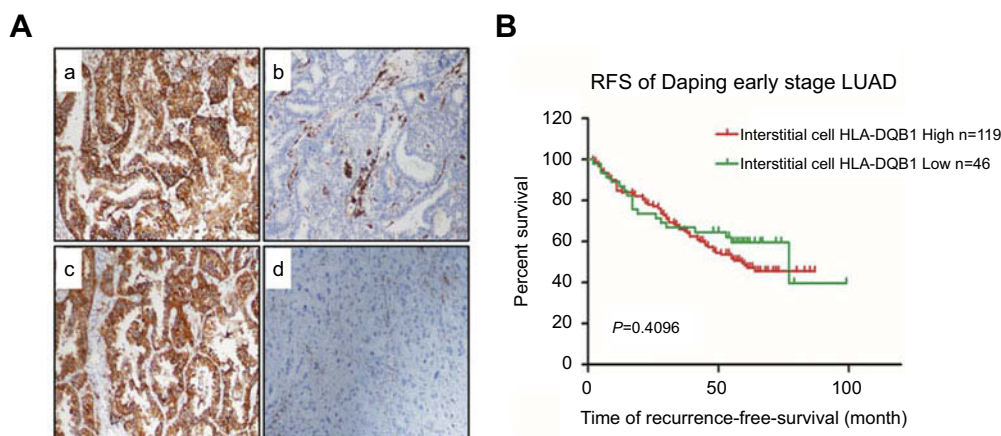 A
a
b
c
d
B
RFS of Daping early stage LUAD
Interstitial cell HLA-DQB1 High n=119
Interstitial cell HLA-DQB1 Low n=46
Percent survival
120
100
80
60
40
20
0
P=0.4096
0 50 100
Time of recurrence-free-survival (month)